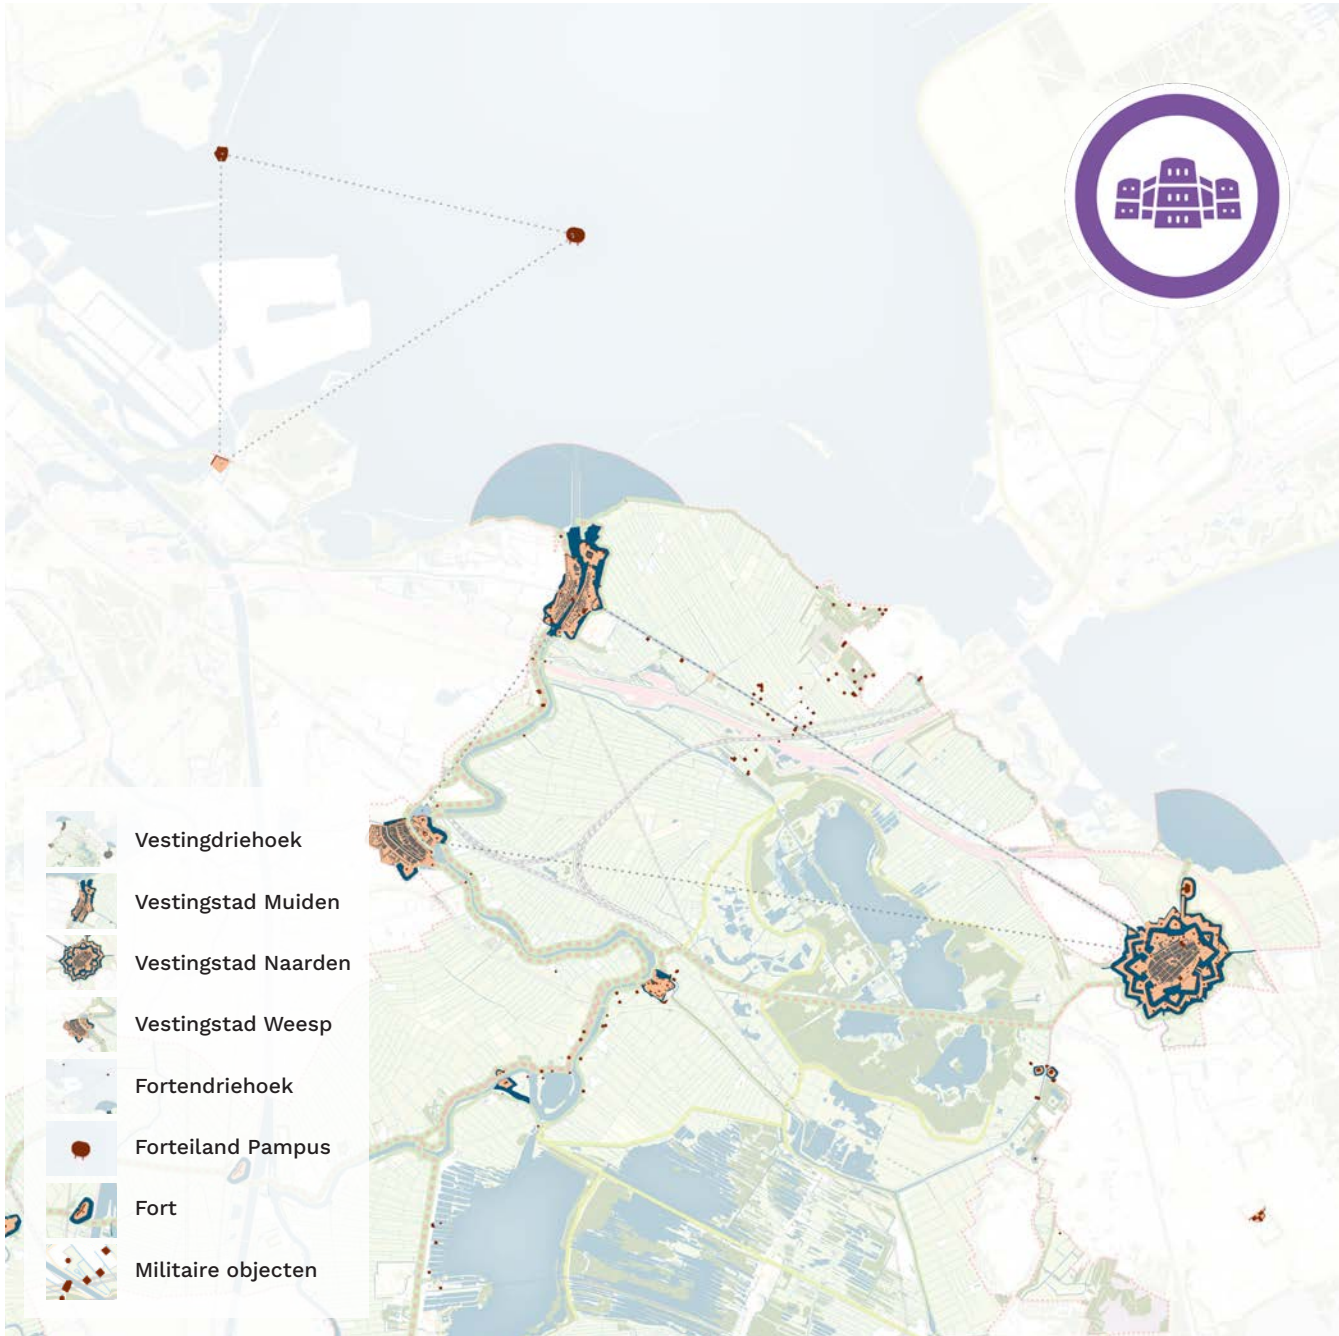 Vestingdriehoek
Vestingstad Muiden
Vestingstad Naarden
Vestingstad Weesp
Fortendriehoek
Forteiland Pampus
Fort
Militaire objecten